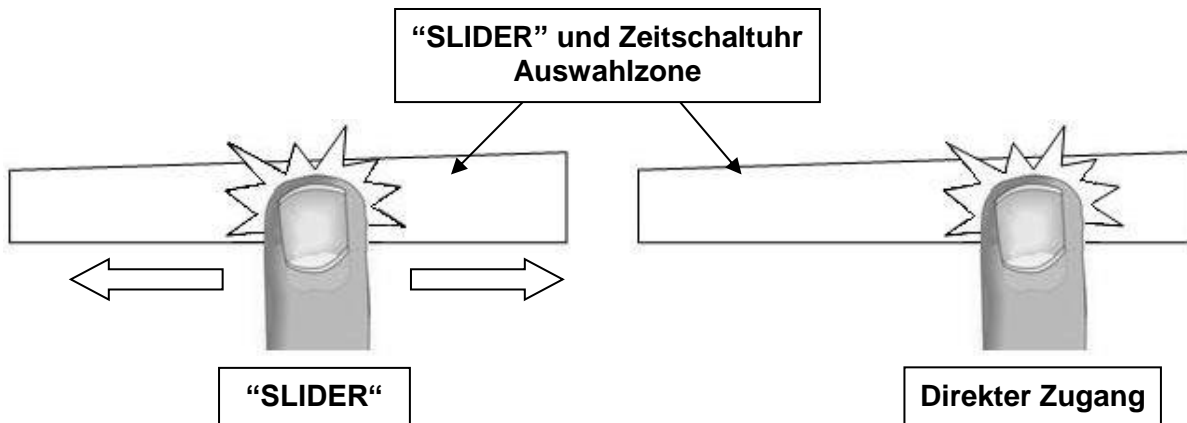 “SLIDER” und Zeitschaltuhr
Auswahlzone
“SLIDER“
Direkter Zugang